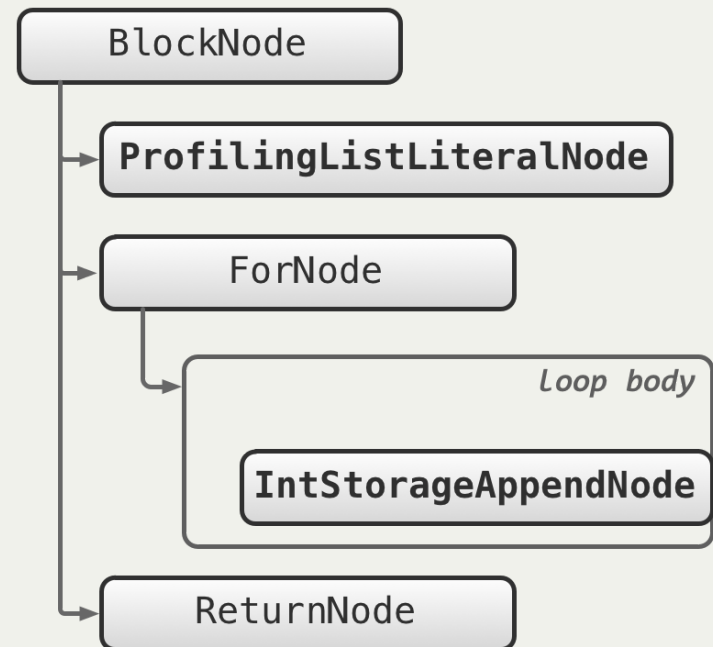 BlockNode
ProfilingListLiteralNode
ForNode
loop body
IntStorageAppendNode
ReturnNode